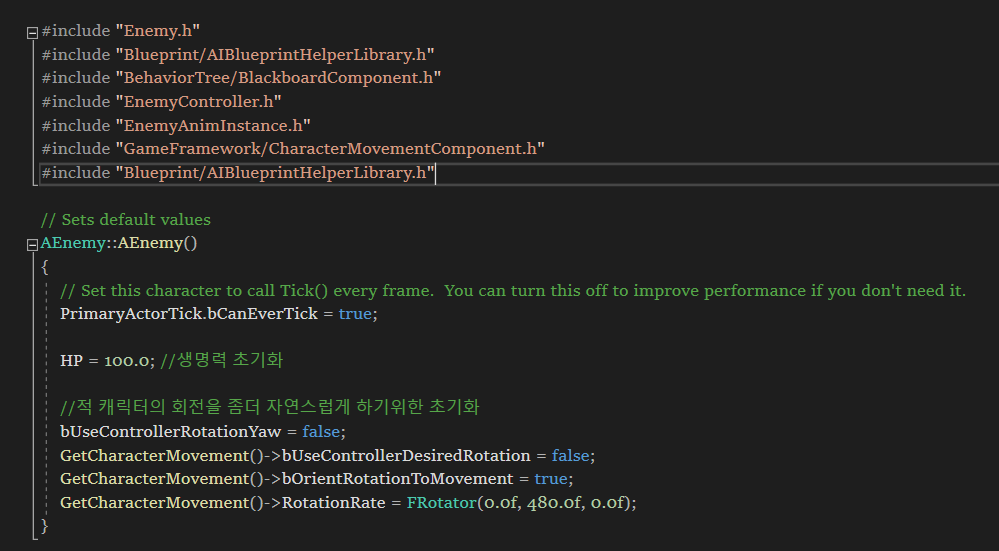 #include "Enemy.h"
#include "Blueprint/AIBlueprintHelperLibrary.h"
#include "BehaviorTree/BlackboardComponent.h"
#include "EnemyController.h"
#include "EnemyAnimInstance.h"
#include "GameFramework/CharacterMovementComponent.h"
#include "Blueprint/AIBlueprintHelperLibrary.h"
// Sets default values
AEnemy::AEnemy()
{
// Set this character to call Tick() every frame.  You can turn this off to improve performance if you don't need it.
PrimaryActorTick.bCanEverTick = true;
HP = 100.0; //생명력 초기화
//적 캐릭터의 회전을 좀더 자연스럽게 하기위한 초기화
bUseControllerRotationYaw = false;
GetCharacterMovement()->bUseControllerDesiredRotation = false;
GetCharacterMovement()->bOrientRotationToMovement = true;
GetCharacterMovement()->RotationRate = FRotator(0.0f, 480.0f, 0.0f);
}